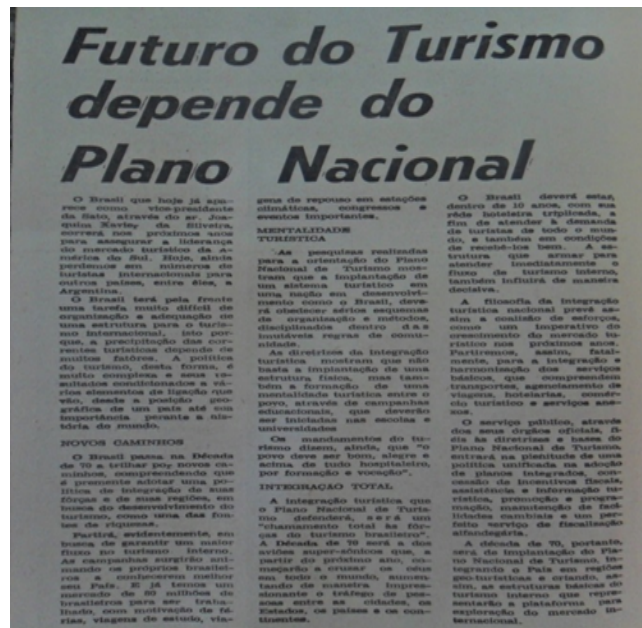 Futuro do Turismo
depende do
Plano Nacional
O Brasil que hoje já apa-
rece como vice-presidente
da Sato, através do sr. Joa-
quim Xavier da Silveira,
correrá nos próximos anos
para assegurar a liderança
do mercado turístico da A-
mérica do Sul. Hoje, ainda
perdemos em números de
turistas internacionais para
outros países, entre êles, a
Argentina.
O Brasil terá pela frente
uma tarefa muito difícil de
organização e adequação de
uma estrutura para o turis-
mo internacional, isto por-
que, a precipitação das cor-
rentes turísticas depende de
muitos fatôres. A política
do turismo, desta forma, é
muito complexa e seus re-
sultados condicionados a vá-
rios elementos de ligação que
vão, desde a posição geo-
gráfica de um país até sua
importância perante a his-
tória do mundo.
NOVOS CAMINHOS
O Brasil passa na Década
de 70 a trilhar por novos ca-
minhos, compreendendo que
é premente adotar uma po-
lítica de integração de suas
fôrças e de suas regiões, em
busca do desenvolvimento do
turismo, como uma das fon-
tes de riquesas.
Partirá, evidentemente, em
busca de garantir um maior
fluxo no turismo interno.
As campanhas surgirão ani-
mando os próprios brasilei-
ros a conhecerem melhor
seu País. E já temos um
mercado de 80 milhões de
brasileiros para ser traba-
lhado, com motivação de fé-
rias, viagens de estudo, via-
gens de repouso em estações
climáticas, congressos e
eventos importantes.
MENTALIDADE
TURÍSTICA
As pesquisas realizadas
para a orientação do Plano
Nacional de Turismo mos-
tram que a implantação de
um sistema turístico em
uma nação em desenvolvi-
mento como o Brasil, deve-
rá obedecer sérios esquemas
de organização e métodos,
disciplinados dentro das
imutáveis regras de comu-
nidade.
As diretrizes da integração
turística mostram que não
basta a implantação de uma
estrutura física, mas tam-
bém a formação de uma
mentalidade turística entre o
povo, através de campanhas
educacionais, que deverão
ser iniciadas nas escolas e
universidades
Os mandamentos do tu-
rismo dizem, ainda, que "o
povo deve ser bom, alegre e
acima de tudo hospitaleiro,
por formação e vocação".
INTEGRAÇÃO TOTAL
A integração turística que
o Plano Nacional de Turis-
mo defenderá, será um
"chamamento total às fôr-
ças do turismo brasileiro".
A Década de 70 será a dos
aviões super-sônicos que, a
partir do próximo ano, co-
meçarão a cruzar os céus
em todo o mundo, aumen-
tando de maneira impres-
sionante o tráfego de pes-
soas entre as cidades, os
Estados, os países e os con-
tinentes.
O Brasil deverá estar,
dentro de 10 anos, com sua
rêde hoteleira triplicada, a
fim de atender à demanda
de turistas de todo o mun-
do, e também em condições
de recebê-los bem. A es-
trutura que armar para
atender imediatamente o
fluxo de turismo interno,
também influirá de maneira
decisiva.
A filosofia da integração
turística nacional prevê as-
sim a coalisão de esforços,
como um imperativo do
crescimento do mercado tu-
rístico nos próximos anos.
Partiremos, assim, fatal-
mente, para a integração e
harmonização dos serviços
básicos, que compreendem
transportes, agenciamento de
viagens, hotelarias, comér-
cio turístico e serviços ane-
xos.
O serviço público, através
dos seus órgãos oficiais, fi-
éis às diretrizes e bases do
Plano Nacional de Turismo,
entrará na plenitude de uma
política unificada na adoção
de planos integrados, con-
cessão de incentivos fiscais,
assistência e informação tu-
rística, promoção e progra-
mação, manutenção de faci-
lidades cambiais e um per-
feito serviço de fiscalização
alfandegária.
A década de 70, portanto,
será de implantação do Pla-
no Nacional de Turismo, in-
tegrando o País em regiões
geo-turísticas e criando, as-
sim, as estruturas básicas do
turismo interno que repre-
sentarão a plataforma para
exploração do mercado in-
ternacional.